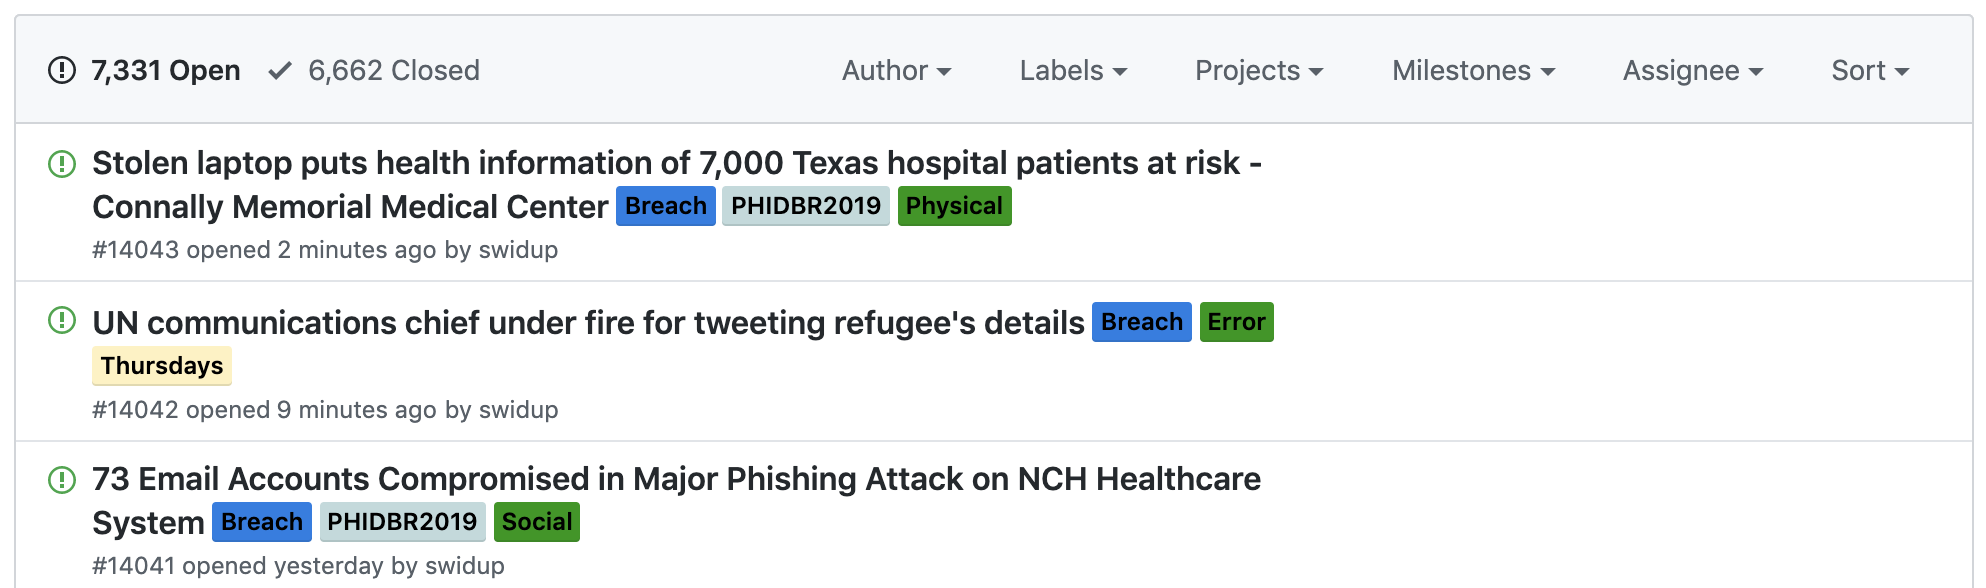 7,331 Open 6,662 Closed Author Labels Projects Milestones Assignee Sort
Stolen laptop puts health information of 7,000 Texas hospital patients at risk -
Connally Memorial Medical Center Breach PHIDBR2019 Physical
#14043 opened 2 minutes ago by swidup
UN communications chief under fire for tweeting refugee's details Breach Error
Thursdays
#14042 opened 9 minutes ago by swidup
73 Email Accounts Compromised in Major Phishing Attack on NCH Healthcare
System Breach PHIDBR2019 Social
#14041 opened yesterday by swidup